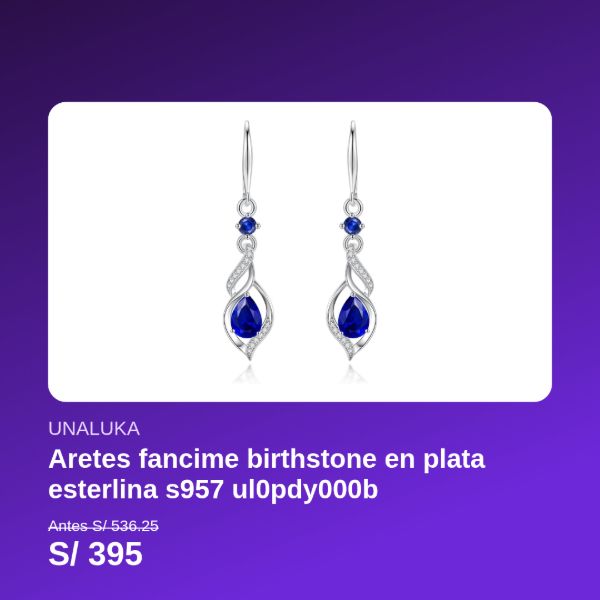 UNALUKA
Aretes fancime birthstone en plata
esterlina s957 ul0pdy000b
Antes S/ 536.25
S/ 395